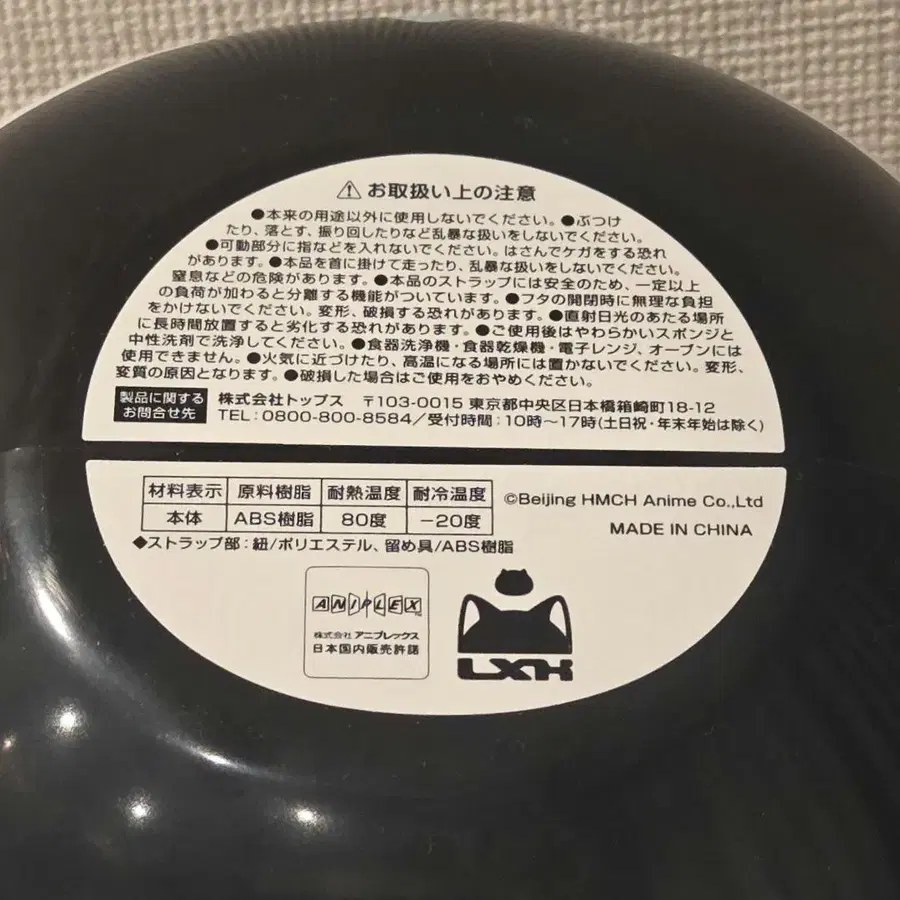 ⚠ お取扱い上の注意
●本来の用途以外に使用しないでください。●ぶつけ
たり、落とす、振り回したりなど乱暴な扱いをしないでください。
●可動部分に指などを入れないでください。はさんでケガをする恐れ
があります。●本品を首に掛けて走ったり、乱暴な扱いをしないでください。
窒息などの危険があります。●本品のストラップには安全のため、一定以上
の負荷が加わると分離する機能がついています。●フタの開閉時に無理な負担
をかけないでください。変形、破損する恐れがあります。●直射日光のあたる場所
に長時間放置すると劣化する恐れがあります。●ご使用後はやわらかいスポンジと
中性洗剤で洗浄してください。●食器洗浄機・食器乾燥機・電子レンジ、オーブンには
使用できません。●火気に近づけたり、高温になる場所には置かないでください。変形、
変質の原因となります。●破損した場合はご使用をおやめください。
製品に関する
お問合せ先
株式会社トップス 〒103-0015 東京都中央区日本橋箱崎町18-12
TEL:0800-800-8584/受付時間:10時～17時(土日祝・年末年始は除く)
材料表示 原料樹脂 耐熱温度 耐冷温度
本体 ABS樹脂 80度 −20度
◆ストラップ部:紐/ポリエステル、留め具/ABS樹脂
©Beijing HMCH Anime Co.,Ltd
MADE IN CHINA
ANIPLEX™
株式会社 アニプレックス
日本国内販売許諾
LXH